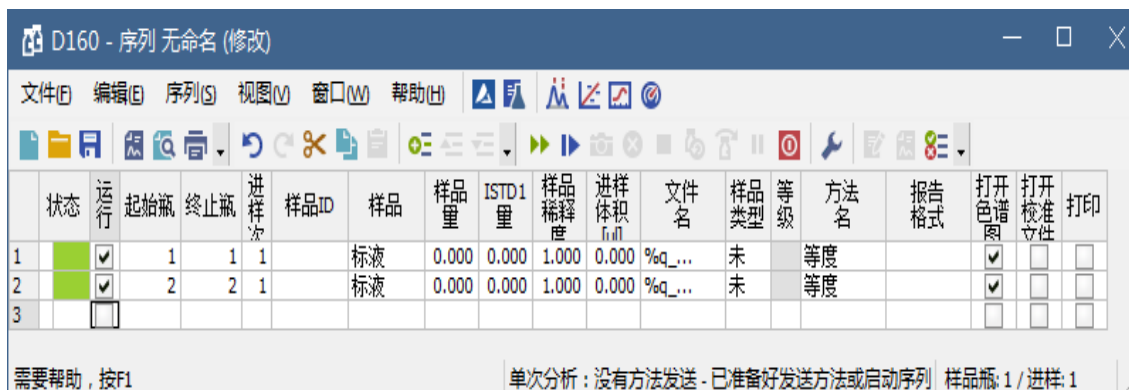 D160 - 序列 无命名 (修改)
文件(F) 编辑(E) 序列(S) 视图(V) 窗口(W) 帮助(H)
状态 运行 起始瓶 终止瓶 进样次 样品ID 样品 样品量 ISTD1量 样品稀释度 进样体积[ul] 文件名 样品类型 等级 方法名 报告格式 打开色谱图 打开校准文件 打印
1 1 1 1 标液 0.000 0.000 1.000 0.000 %q_... 未 等度
2 2 2 1 标液 0.000 0.000 1.000 0.000 %q_... 未 等度
3
需要帮助，按F1 单次分析：没有方法发送 - 已准备好发送方法或启动序列 样品瓶: 1 / 进样: 1